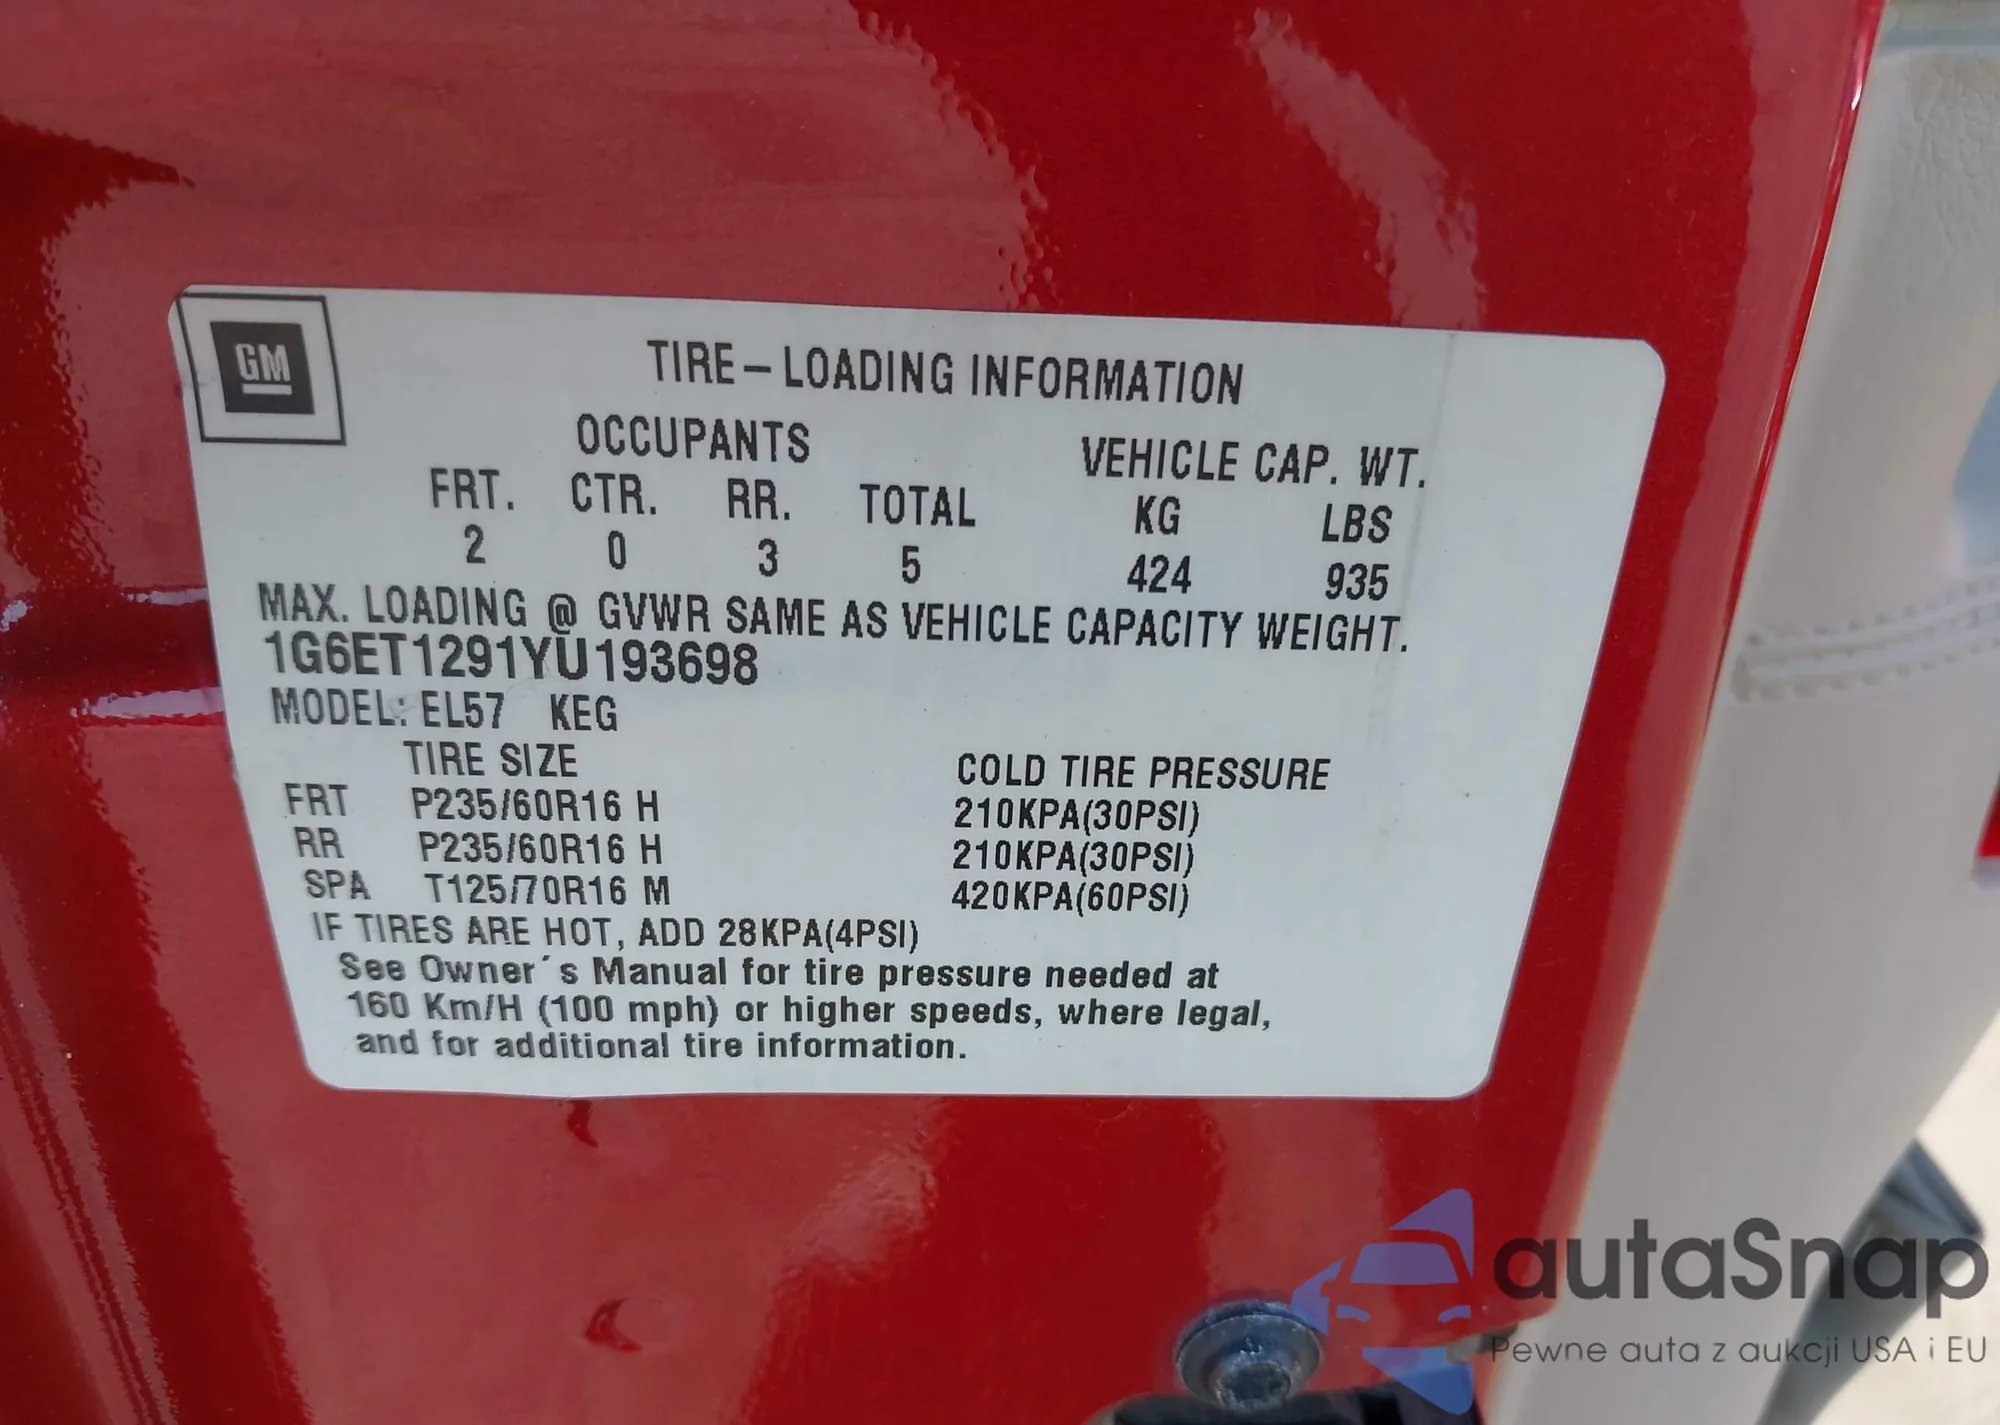 GM
TIRE – LOADING INFORMATION
OCCUPANTS VEHICLE CAP. WT.
FRT. CTR. RR. TOTAL KG LBS
2 0 3 5 424 935
MAX. LOADING @ GVWR SAME AS VEHICLE CAPACITY WEIGHT.
1G6ET1291YU193698
MODEL: EL57 KEG
TIRE SIZE COLD TIRE PRESSURE
FRT P235/60R16 H 210KPA(30PSI)
RR P235/60R16 H 210KPA(30PSI)
SPA T125/70R16 M 420KPA(60PSI)
IF TIRES ARE HOT, ADD 28KPA(4PSI)
See Owner´s Manual for tire pressure needed at
160 Km/H (100 mph) or higher speeds, where legal,
and for additional tire information.
autaSnap
Pewne auta z aukcji USA i EU